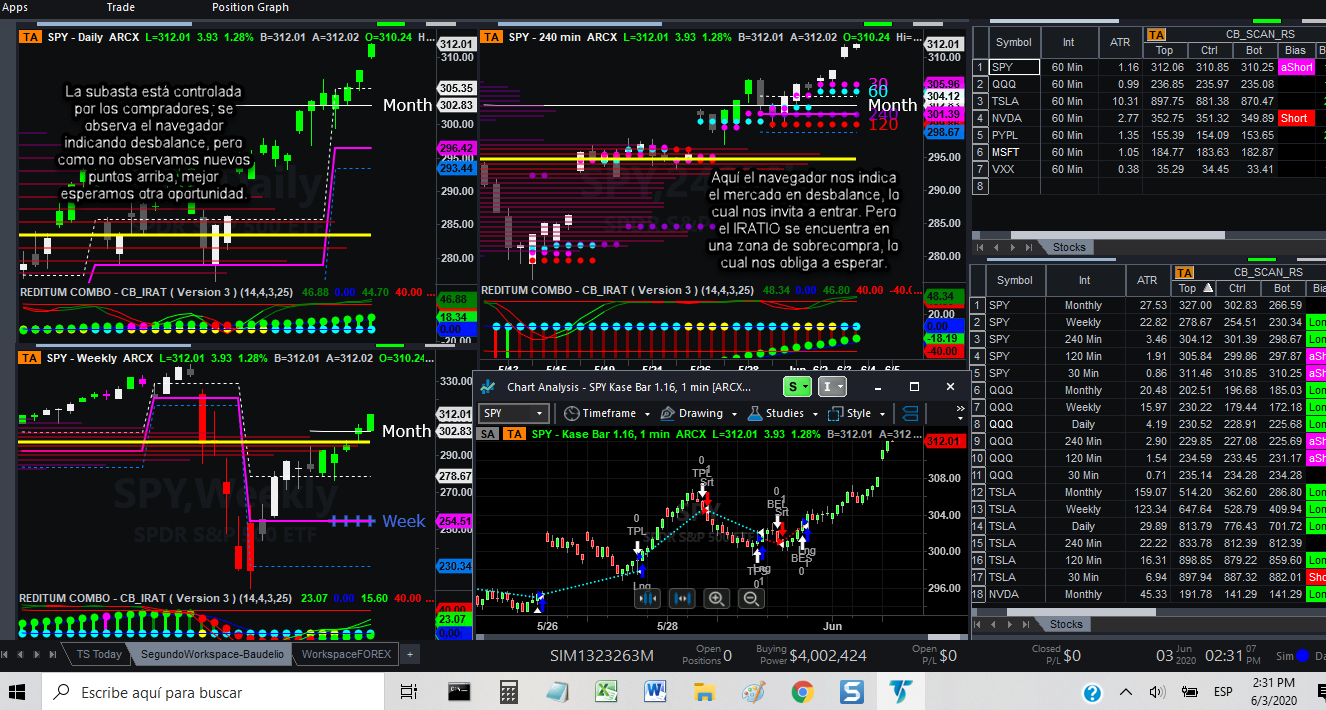 Apps Trade Position Graph
TA SPY - Daily ARCX L=312.01 3.93 1.28% B=312.01 A=312.02 O=310.24 H...
312.01
310.00
305.35
302.83
300.00
296.42
295.00
293.44
290.00
285.00
280.00
Month
La subasta está controlada
por los compradores; se
observa el navegador
indicando desbalance, pero
como no observamos nuevos
puntos arriba, mejor
esperamos otra oportunidad.
REDITUM COMBO - CB_IRAT ( Version 3 ) (14,4,3,25) 46.88 0.00 44.70 40.00 ...
46.88
18.34
0.00
-20.00
TA SPY - 240 min ARCX L=312.01 3.93 1.28% B=312.01 A=312.02 O=310.24 Hi=...
312.01
310.00
305.96
304.12
301.39
298.67
295.00
290.00
285.00
280.00
30
60
Month
240
120
SPY,240 min
Aquí el navegador nos indica
el mercado en desbalance, lo
cual nos invita a entrar. Pero
el IRATIO se encuentra en
una zona de sobrecompra, lo
cual nos obliga a esperar.
REDITUM COMBO - CB_IRAT ( Version 3 ) (14,4,3,25) 48.34 0.00 46.80 40.00 -40.0(
48.34
20.00
0.00
-18.19
-40.00
5/13 5/18 5/19 5/21 5/26 5/28 Jun 6/2 6/3 6/4 6/5
TA SPY - Weekly ARCX L=312.01 3.93 1.28% B=312.01 A=312.02 O=310.24...
330.00
312.01
302.83
290.00
278.67
270.00
254.51
250.00
230.34
Month
Week
SPY,Weekly
SPDR S&P 500 ETF
REDITUM COMBO - CB_IRAT ( Version 3 ) (14,4,3,25) 23.07 0.00 15.60 40.00 ...
40.00
23.07
0.00
Chart Analysis - SPY Kase Bar 1.16, 1 min [ARCX... S I
SPY Timeframe Drawing Studies Style »
SA TA SPY - Kase Bar 1.16, 1 min ARCX L=312.01 3.93 1.28% B=312.01 A=312...
312.01
308.00
304.00
300.00
296.00
0
TPL
Lng
0
TPL
1
Srt
0
BEL
1
Srt
Lng
BES
0
5/26 5/28 Jun
Symbol Int ATR TA CB_SCAN_RS
Top Ctrl Bot Bias B
1 SPY 60 Min 1.16 312.06 310.85 310.25 aShort
2 QQQ 60 Min 0.99 236.85 235.97 235.08
3 TSLA 60 Min 10.31 897.75 881.38 870.47
4 NVDA 60 Min 2.77 352.75 351.32 349.89 Short
5 PYPL 60 Min 1.35 155.39 154.09 153.65
6 MSFT 60 Min 1.05 184.77 183.63 182.87
7 VXX 60 Min 0.38 35.29 34.45 33.41
8
Stocks
Symbol Int ATR TA CB_SCAN_RS
Top Ctrl Bot Bia
1 SPY Monthly 27.53 327.00 302.83 266.59
2 SPY Weekly 22.82 278.67 254.51 230.34 Lon
3 SPY 240 Min 3.46 304.12 301.39 298.67 Lon
4 SPY 120 Min 1.91 305.84 299.86 297.87 aSh
5 SPY 30 Min 0.86 311.46 310.85 310.25 aSh
6 QQQ Monthly 20.48 202.51 196.68 185.03 Lon
7 QQQ Weekly 15.97 230.22 179.44 172.18 Lon
8 QQQ Daily 4.19 230.52 228.91 225.68 Lon
9 QQQ 240 Min 2.90 229.85 227.08 225.69 aSh
10 QQQ 120 Min 1.54 234.59 233.45 231.17 aSh
11 QQQ 30 Min 0.71 235.14 234.28 234.28
12 TSLA Monthly 159.07 514.20 362.60 286.80 Lon
13 TSLA Weekly 123.34 647.64 528.79 409.94 Lon
14 TSLA Daily 29.89 813.79 776.43 701.72 Lon
15 TSLA 240 Min 22.22 833.78 812.39 812.39
16 TSLA 120 Min 16.31 898.85 879.22 859.60 Lon
17 TSLA 30 Min 6.94 897.94 887.32 882.01 Sho
18 NVDA Monthly 45.33 191.78 141.29 141.29 Lon
Stocks
TS Today SegundoWorkspace-Baudelio WorkspaceFOREX +
SIM1323263M Open Positions 0 Buying Power $4,002,424 Open P/L $0 Closed P/L $0 03 Jun 2020 02:31 07 PM Sim Da
Escribe aquí para buscar
ESP
2:31 PM
6/3/2020